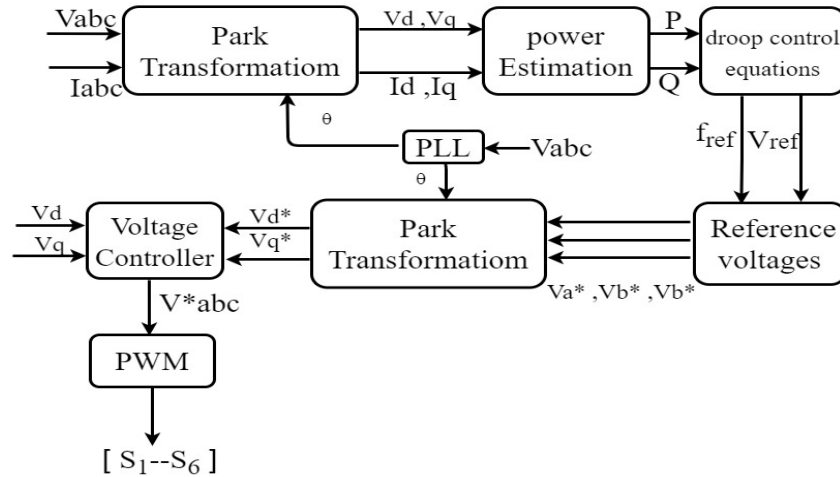 Vabc
Iabc
Park
Transformatiom
Vd ,Vq
Id ,Iq
power
Estimation
P
Q
droop control
equations
θ
PLL
Vabc
θ
fref
Vref
Vd
Vq
Voltage
Controller
Vd*
Vq*
Park
Transformatiom
Reference
voltages
Va* ,Vb* ,Vb*
V*abc
PWM
[ S1--S6 ]